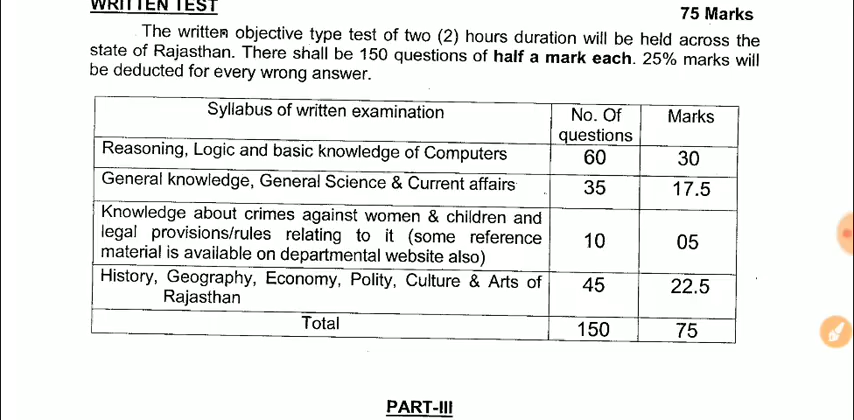 WRITTEN TEST
75 Marks
The written objective type test of two (2) hours duration will be held across the
state of Rajasthan. There shall be 150 questions of half a mark each. 25% marks will
be deducted for every wrong answer.
Syllabus of written examination No. Of questions Marks
Reasoning, Logic and basic knowledge of Computers 60 30
General knowledge, General Science & Current affairs 35 17.5
Knowledge about crimes against women & children and
legal provisions/rules relating to it (some reference
material is available on departmental website also) 10 05
History, Geography, Economy, Polity, Culture & Arts of
Rajasthan 45 22.5
Total 150 75
PART-III